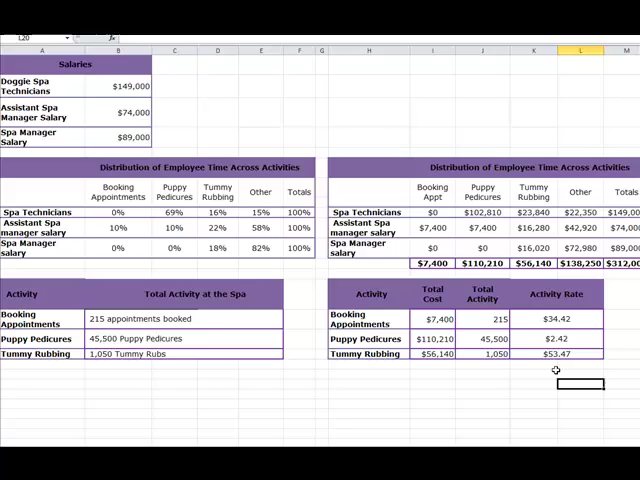 L20 fx
A B C D E F G H I J K L M
Salaries
Doggie Spa Technicians $149,000
Assistant Spa Manager Salary $74,000
Spa Manager Salary $89,000
Distribution of Employee Time Across Activities
Booking Appointments Puppy Pedicures Tummy Rubbing Other Totals
Spa Technicians 0% 69% 16% 15% 100%
Assistant Spa manager salary 10% 10% 22% 58% 100%
Spa Manager salary 0% 0% 18% 82% 100%
Distribution of Employee Time Across Activities
Booking Appt Puppy Pedicures Tummy Rubbing Other Totals
Spa Technicians $0 $102,810 $23,840 $22,350 $149,00
Assistant Spa manager salary $7,400 $7,400 $16,280 $42,920 $74,00
Spa Manager salary $0 $0 $16,020 $72,980 $89,00
$7,400 $110,210 $56,140 $138,250 $312,00
Activity Total Activity at the Spa
Booking Appointments 215 appointments booked
Puppy Pedicures 45,500 Puppy Pedicures
Tummy Rubbing 1,050 Tummy Rubs
Activity Total Cost Total Activity Activity Rate
Booking Appointments $7,400 215 $34.42
Puppy Pedicures $110,210 45,500 $2.42
Tummy Rubbing $56,140 1,050 $53.47